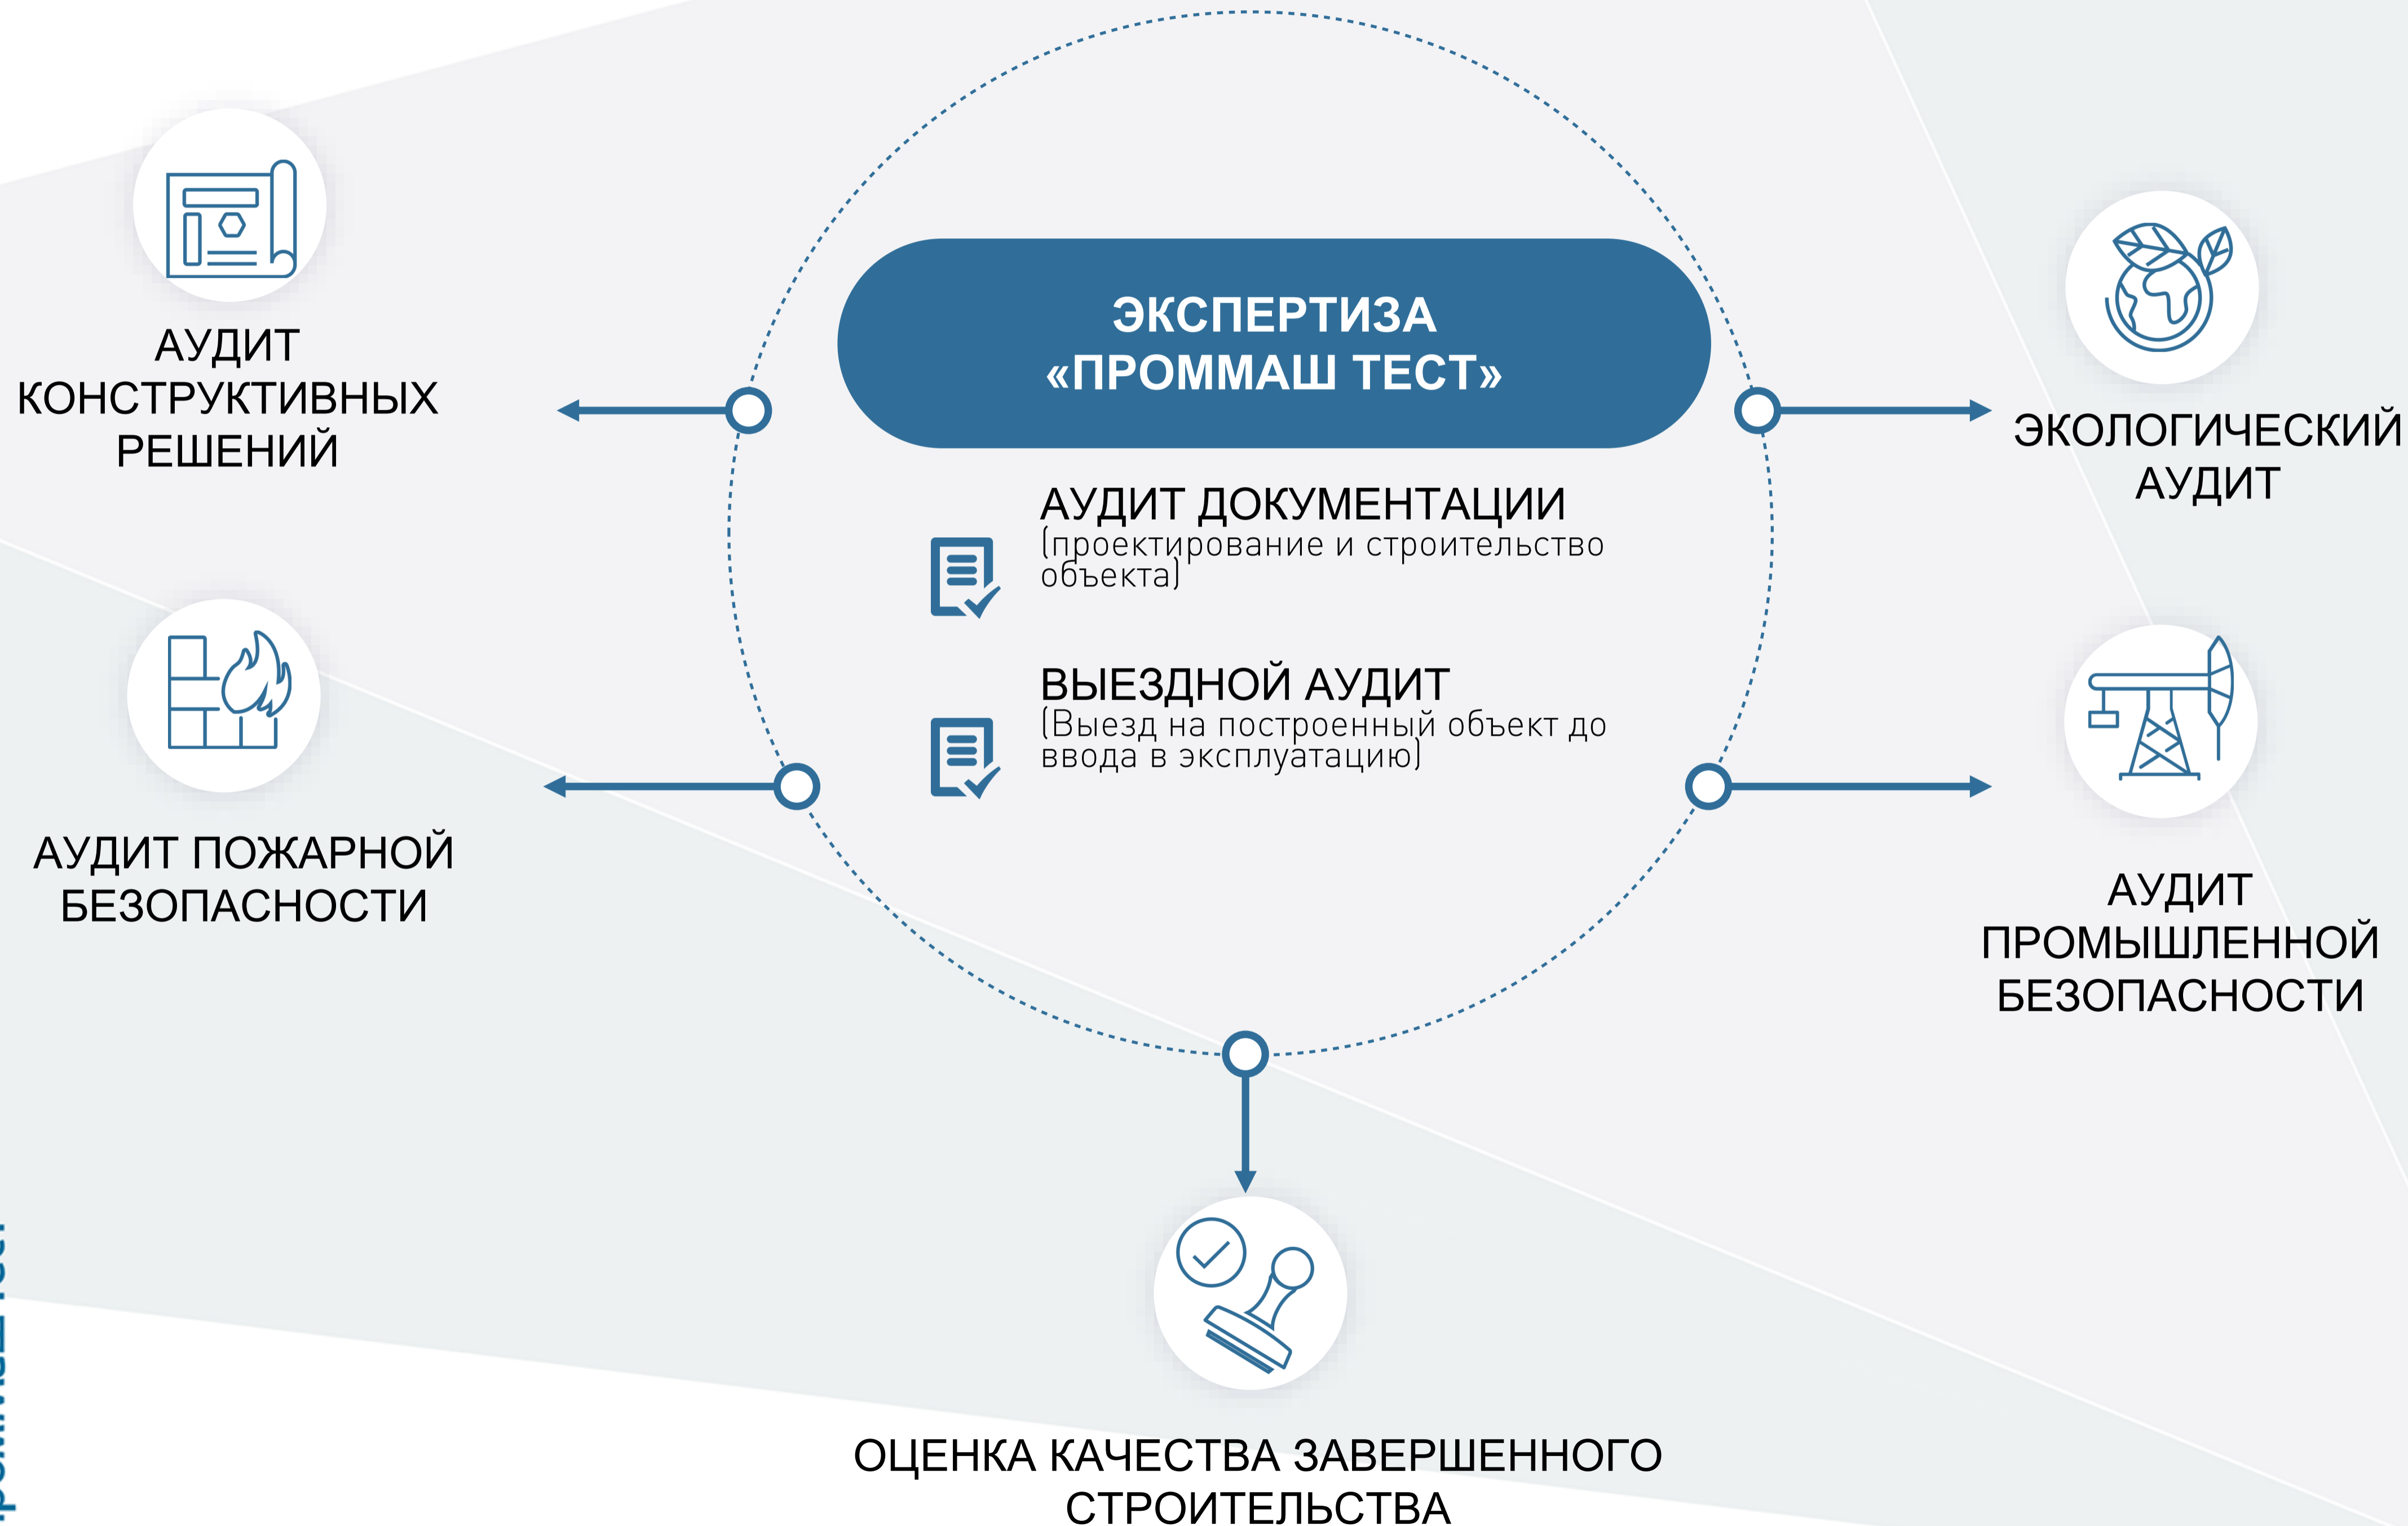 АУДИТ
КОНСТРУКТИВНЫХ
РЕШЕНИЙ
АУДИТ ПОЖАРНОЙ
БЕЗОПАСНОСТИ
ЭКСПЕРТИЗА
«ПРОММАШ ТЕСТ»
АУДИТ ДОКУМЕНТАЦИИ
(проектирование и строительство
объекта)
ВЫЕЗДНОЙ АУДИТ
(Выезд на построенный объект до
ввода в эксплуатацию)
ЭКОЛОГИЧЕСКИЙ
АУДИТ
АУДИТ
ПРОМЫШЛЕННОЙ
БЕЗОПАСНОСТИ
ОЦЕНКА КАЧЕСТВА ЗАВЕРШЕННОГО
СТРОИТЕЛЬСТВА